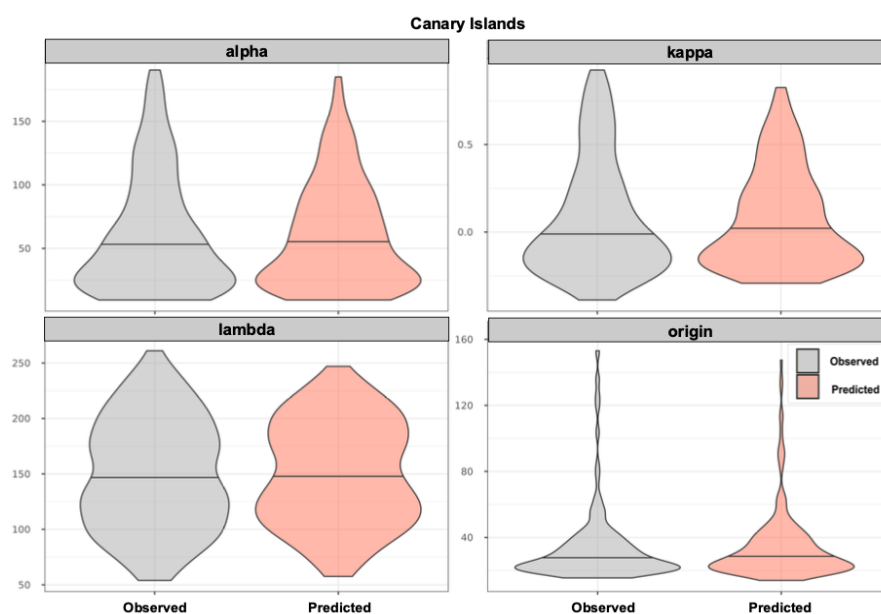 Canary Islands
alpha
kappa
150
100
50
0.5
0.0
lambda
origin
250
200
150
100
50
160
120
80
40
Observed
Predicted
Observed
Predicted
Observed
Predicted